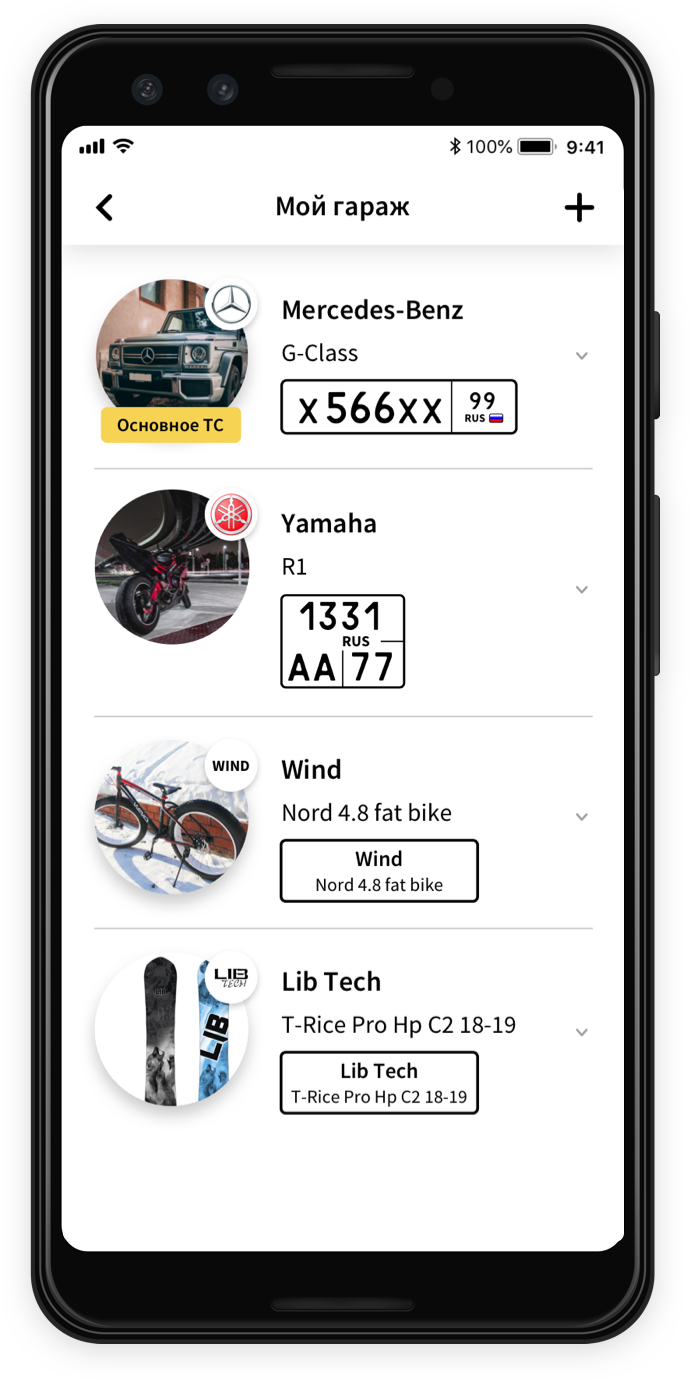 100% 9:41
Мой гараж
Mercedes-Benz
G-Class
х566хх 99
RUS
Основное ТС
Yamaha
R1
1331
RUS
АА 77
WIND
Wind
Nord 4.8 fat bike
Wind
Nord 4.8 fat bike
LIB
TECH
LIB
Lib Tech
T-Rice Pro Hp C2 18-19
Lib Tech
T-Rice Pro Hp C2 18-19